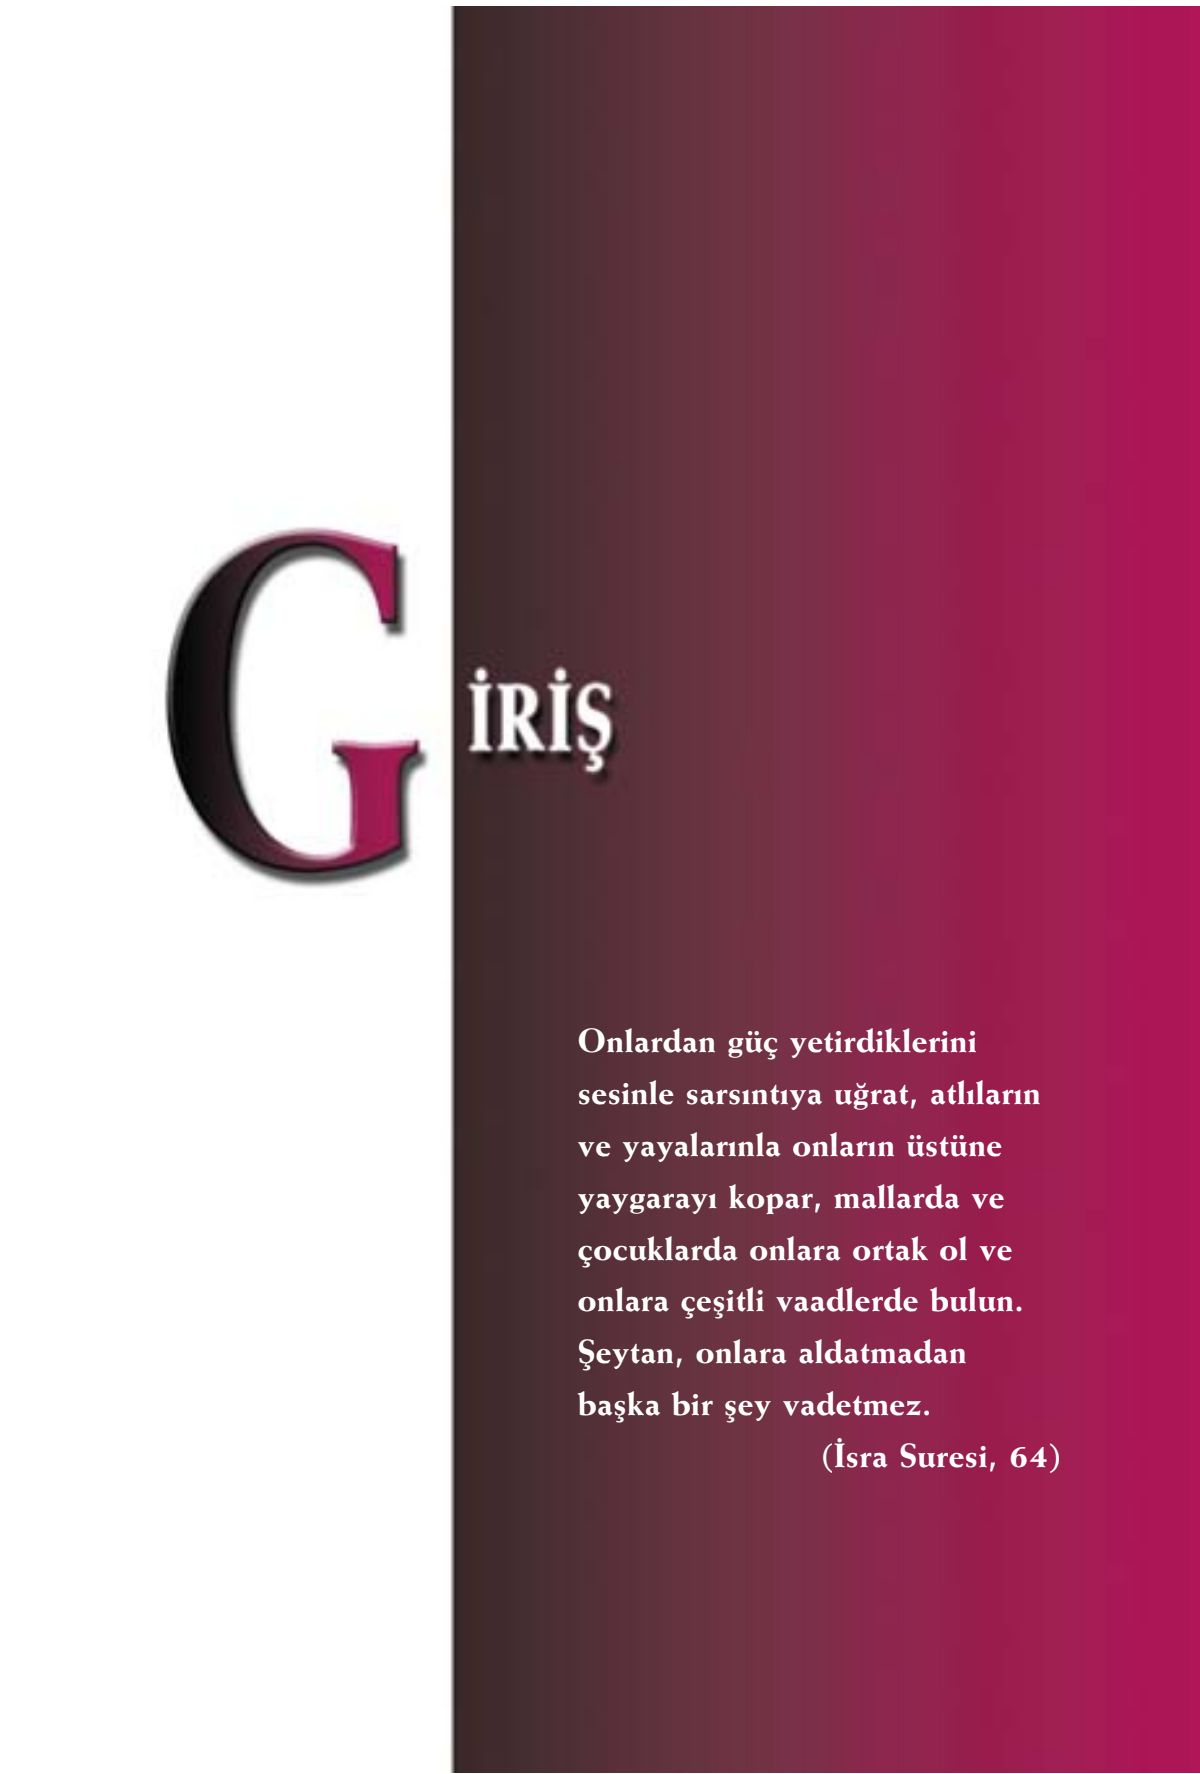 GİRİŞ
Onlardan güç yetirdiklerini
sesinle sarsıntıya uğrat, atlıların
ve yayalarınla onların üstüne
yaygarayı kopar, mallarda ve
çocuklarda onlara ortak ol ve
onlara çeşitli vaadlerde bulun.
Şeytan, onlara aldatmadan
başka bir şey vadetmez.
(İsra Suresi, 64)